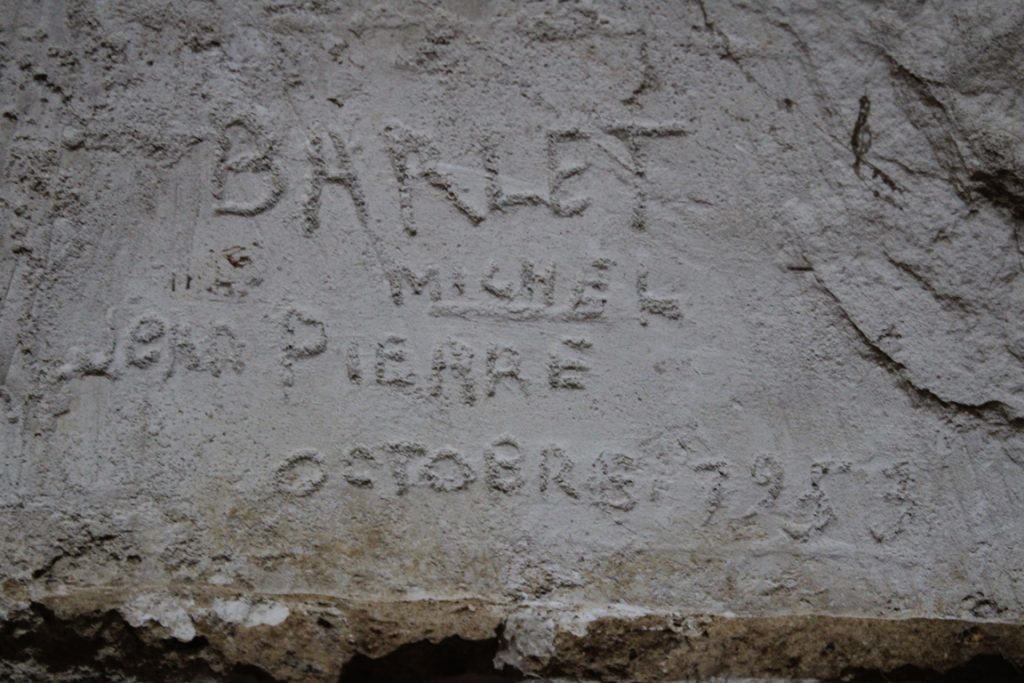 BARLET
MICHEL
Jean PIERRE
OCTOBRE 1953